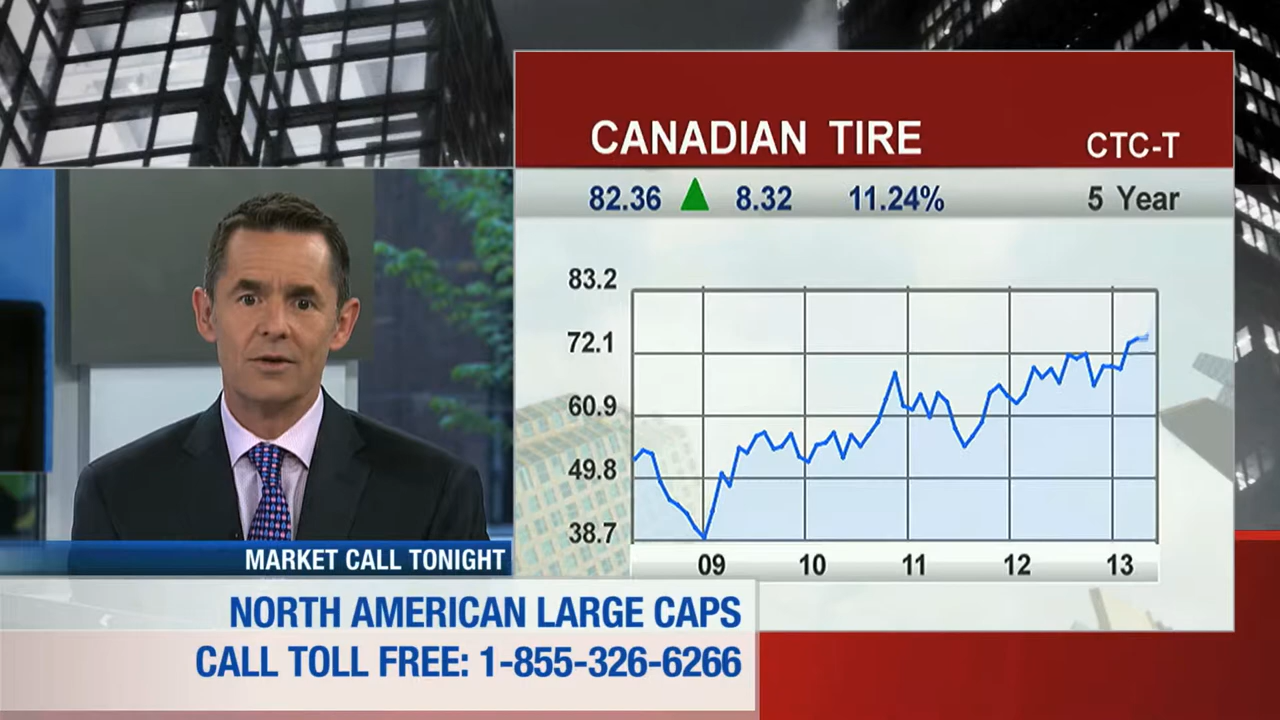 CANADIAN TIRE
CTC-T
82.36 8.32 11.24% 5 Year
83.2
72.1
60.9
49.8
38.7
09 10 11 12 13
MARKET CALL TONIGHT
NORTH AMERICAN LARGE CAPS
CALL TOLL FREE: 1-855-326-6266